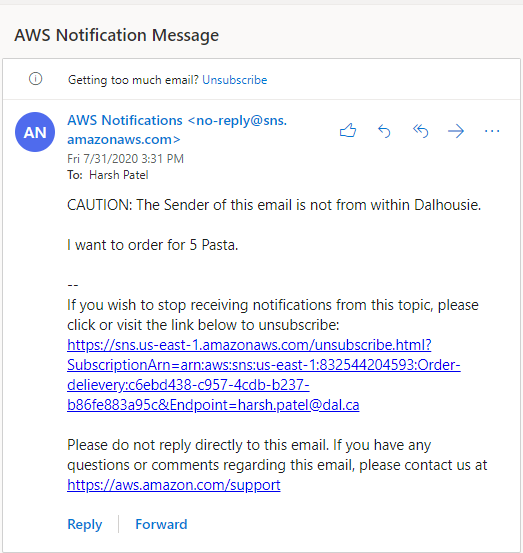 AWS Notification Message
Getting too much email? Unsubscribe
AN
AWS Notifications <no-reply@sns.
amazonaws.com>
Fri 7/31/2020 3:31 PM
To: Harsh Patel
CAUTION: The Sender of this email is not from within Dalhousie.
I want to order for 5 Pasta.
--
If you wish to stop receiving notifications from this topic, please
click or visit the link below to unsubscribe:
https://sns.us-east-1.amazonaws.com/unsubscribe.html?
SubscriptionArn=arn:aws:sns:us-east-1:832544204593:Order-
delievery:c6ebd438-c957-4cdb-b237-
b86fe883a95c&Endpoint=harsh.patel@dal.ca
Please do not reply directly to this email. If you have any
questions or comments regarding this email, please contact us at
https://aws.amazon.com/support
Reply Forward